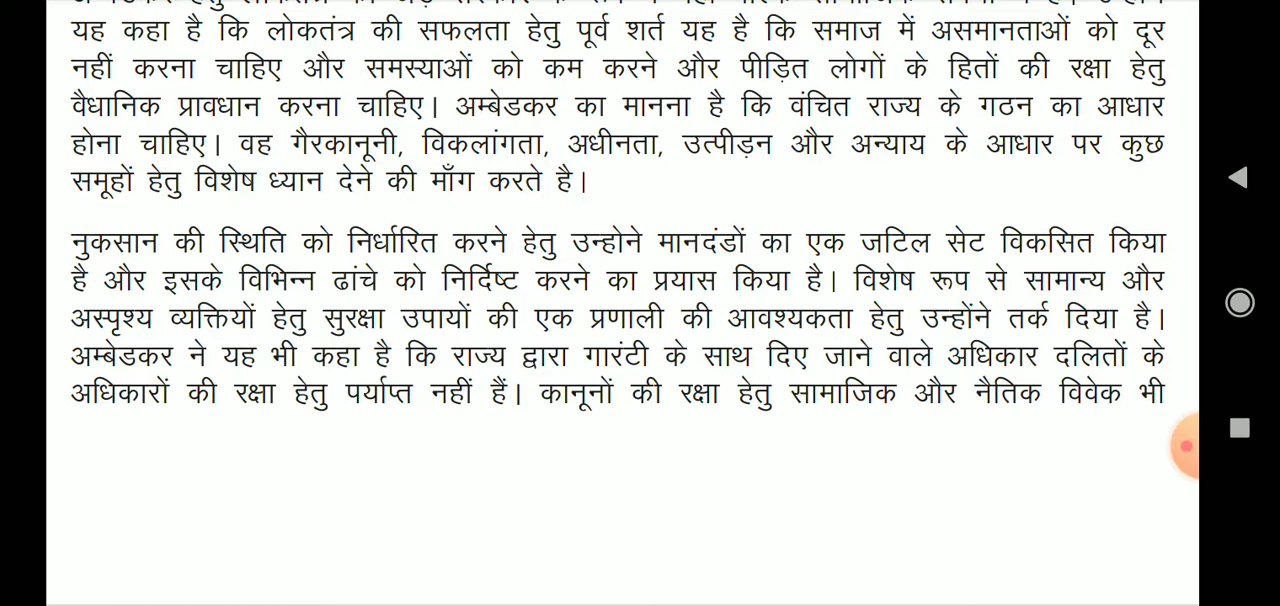 यह कहा है कि लोकतंत्र की सफलता हेतु पूर्व शर्त यह है कि समाज में असमानताओं को दूर
नहीं करना चाहिए और समस्याओं को कम करने और पीड़ित लोगों के हितों की रक्षा हेतु
वैधानिक प्रावधान करना चाहिए। अम्बेडकर का मानना है कि वंचित राज्य के गठन का आधार
होना चाहिए। वह गैरकानूनी, विकलांगता, अधीनता, उत्पीड़न और अन्याय के आधार पर कुछ
समूहों हेतु विशेष ध्यान देने की माँग करते है।
नुकसान की स्थिति को निर्धारित करने हेतु उन्होने मानदंडों का एक जटिल सेट विकसित किया
है और इसके विभिन्न ढांचे को निर्दिष्ट करने का प्रयास किया है। विशेष रूप से सामान्य और
अस्पृश्य व्यक्तियों हेतु सुरक्षा उपायों की एक प्रणाली की आवश्यकता हेतु उन्होंने तर्क दिया है।
अम्बेडकर ने यह भी कहा है कि राज्य द्वारा गारंटी के साथ दिए जाने वाले अधिकार दलितों के
अधिकारों की रक्षा हेतु पर्याप्त नहीं हैं। कानूनों की रक्षा हेतु सामाजिक और नैतिक विवेक भी